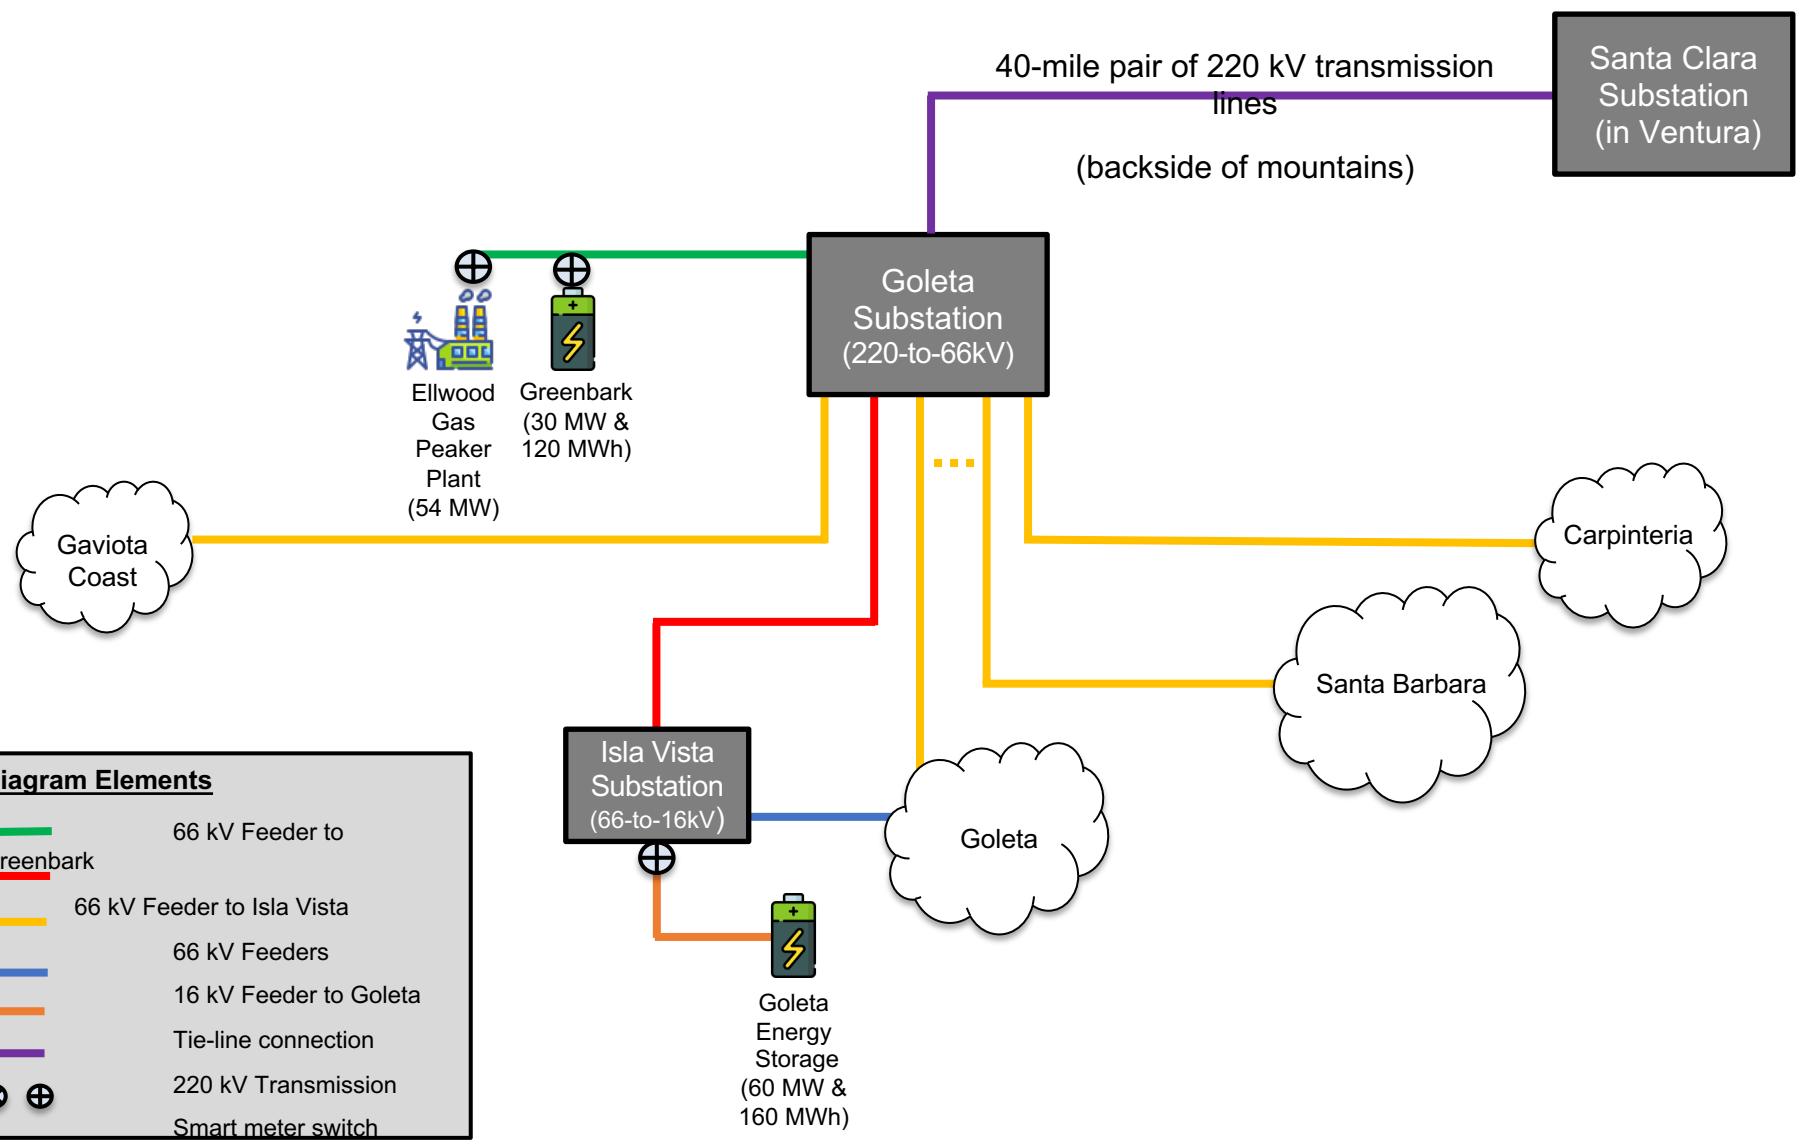 40-mile pair of 220 kV transmission
lines
(backside of mountains)
Santa Clara
Substation
(in Ventura)
Goleta
Substation
(220-to-66kV)
Ellwood
Gas
Peaker
Plant
(54 MW)
Greenbark
(30 MW &
120 MWh)
Gaviota
Coast
Carpinteria
Santa Barbara
Isla Vista
Substation
(66-to-16kV)
Goleta
Goleta
Energy
Storage
(60 MW &
160 MWh)
iagram Elements
66 kV Feeder to
reenbark
66 kV Feeder to Isla Vista
66 kV Feeders
16 kV Feeder to Goleta
Tie-line connection
220 kV Transmission
Smart meter switch